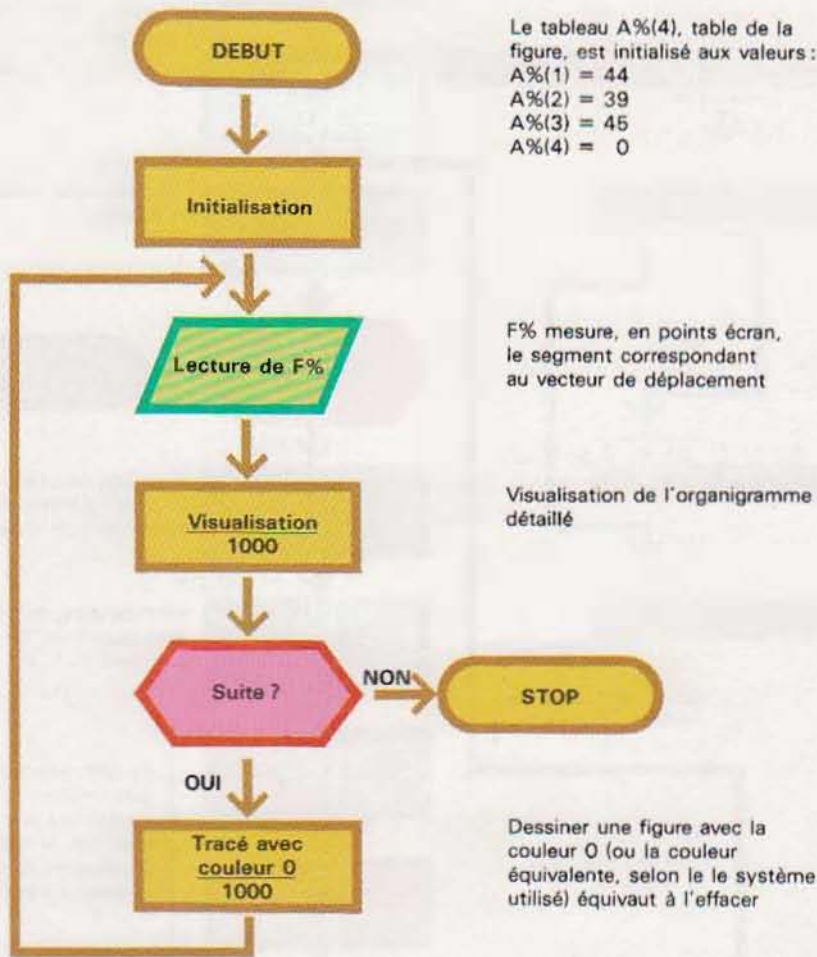 DEBUT
Le tableau A%(4), table de la
figure, est initialisé aux valeurs :
A%(1) = 44
A%(2) = 39
A%(3) = 45
A%(4) = 0
Initialisation
Lecture de F%
F% mesure, en points écran,
le segment correspondant
au vecteur de déplacement
Visualisation
1000
Visualisation de l'organigramme
détaillé
Suite ?
NON
STOP
OUI
Tracé avec
couleur 0
1000
Dessiner une figure avec la
couleur 0 (ou la couleur
équivalente, selon le le système
utilisé) équivaut à l'effacer